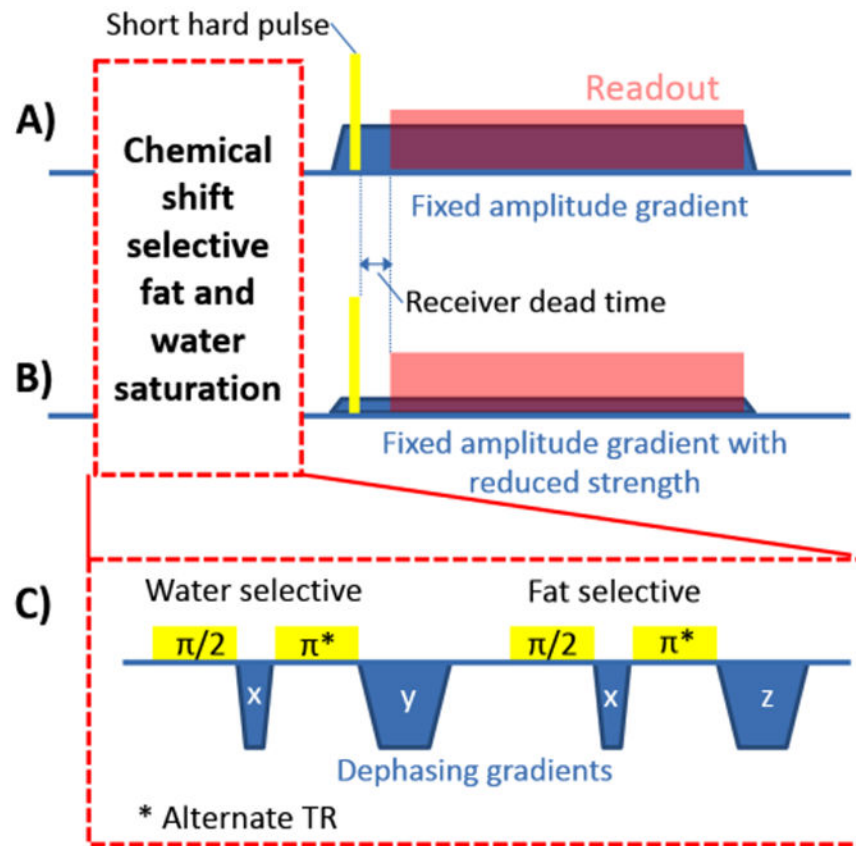 Short hard pulse
A)
Readout
Chemical
shift
selective
fat and
water
saturation
Fixed amplitude gradient
Receiver dead time
B)
Fixed amplitude gradient with
reduced strength
C)
Water selective
Fat selective
π/2
π*
π/2
π*
x
y
x
z
Dephasing gradients
* Alternate TR